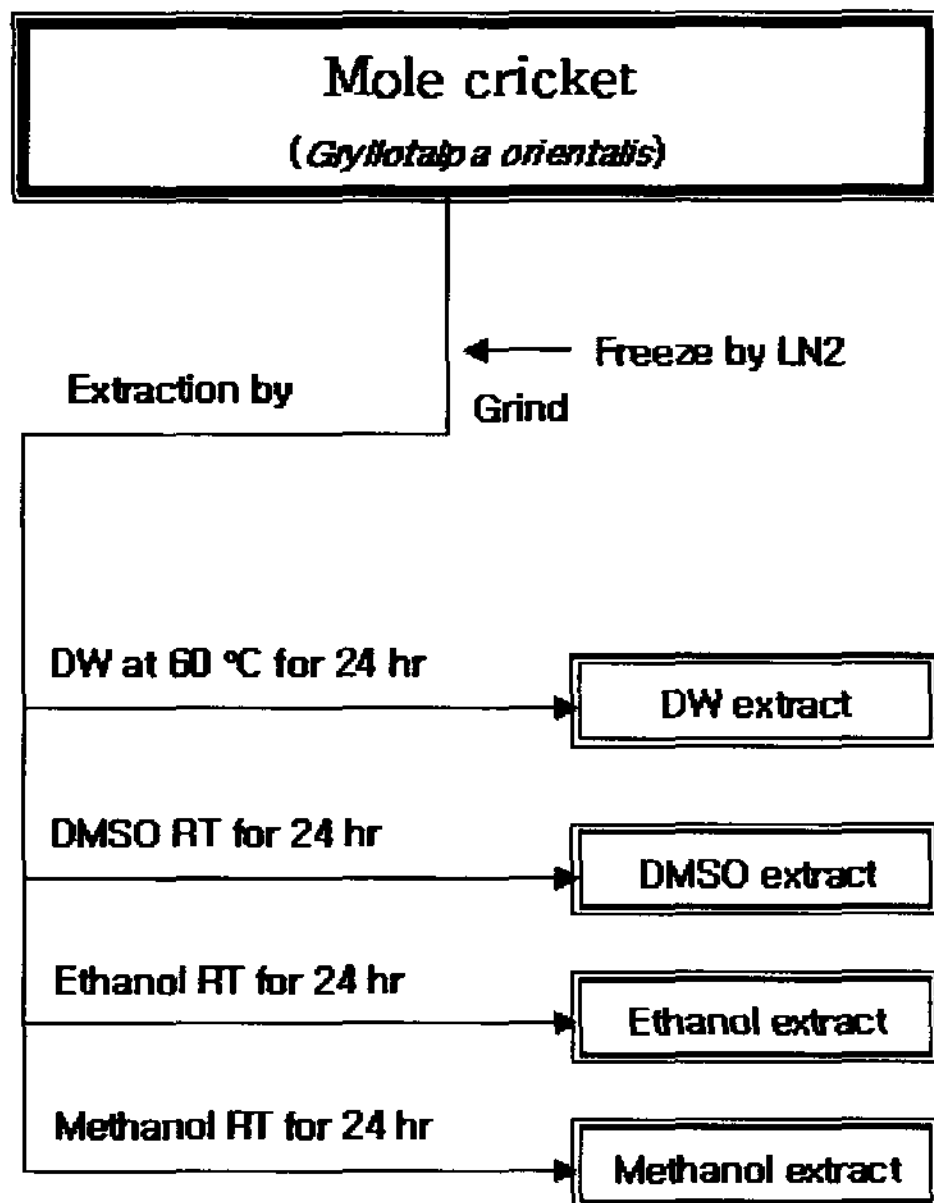 Mole cricket
(Gryllotalpa orientalis)
Freeze by LN2
Extraction by
Grind
DW at 60 ℃ for 24 hr
DW extract
DMSO RT for 24 hr
DMSO extract
Ethanol RT for 24 hr
Ethanol extract
Methanol RT for 24 hr
Methanol extract